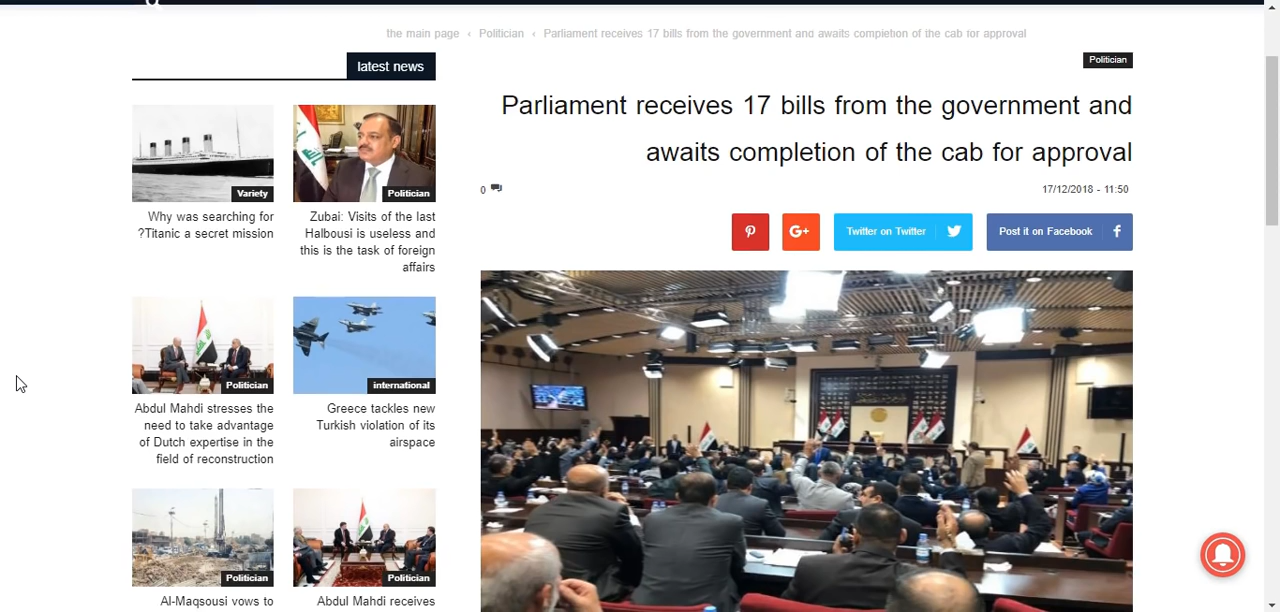 the main page ‹ Politician ‹ Parliament receives 17 bills from the government and awaits completion of the cab for approval
latest news
Politician
Parliament receives 17 bills from the government and
awaits completion of the cab for approval
0
17/12/2018 - 11:50
Twitter on Twitter
Post it on Facebook
G+
f
Variety
Why was searching for
?Titanic a secret mission
Politician
Zubai: Visits of the last
Halbousi is useless and
this is the task of foreign
affairs
Politician
Abdul Mahdi stresses the
need to take advantage
of Dutch expertise in the
field of reconstruction
international
Greece tackles new
Turkish violation of its
airspace
Politician
Al-Maqsousi vows to
Politician
Abdul Mahdi receives